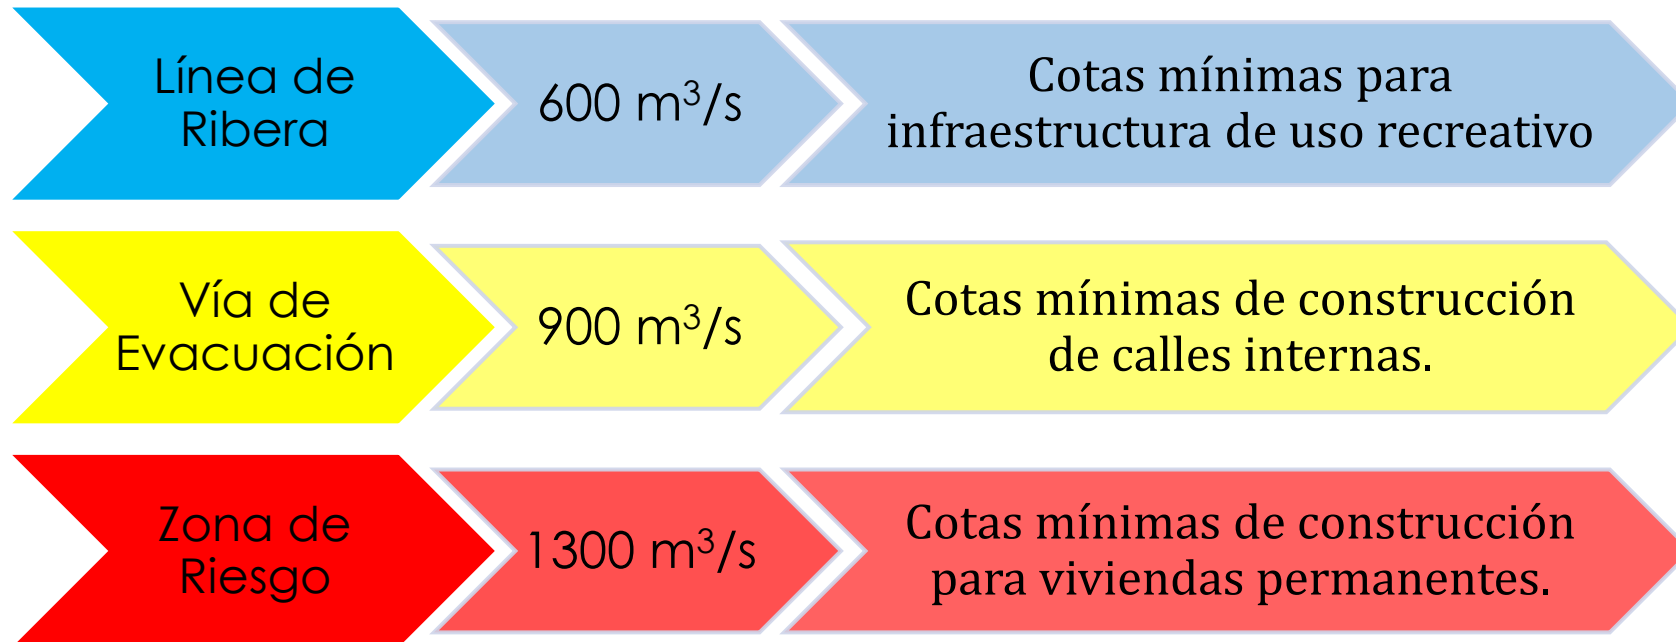 Línea de
Ribera
600 m³/s
Cotas mínimas para
infraestructura de uso recreativo
Vía de
Evacuación
900 m³/s
Cotas mínimas de construcción
de calles internas.
Zona de
Riesgo
1300 m³/s
Cotas mínimas de construcción
para viviendas permanentes.